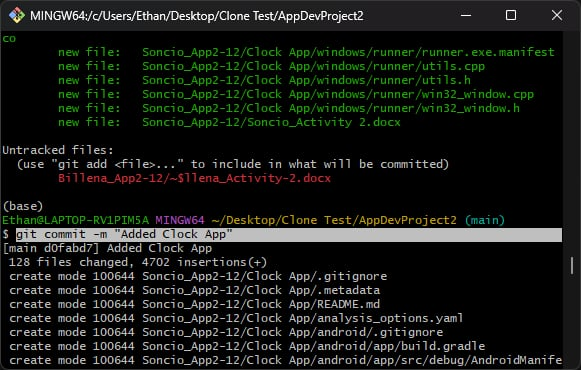 MINGW64:/c/Users/Ethan/Desktop/Clone Test/AppDevProject2
co
new file:   Soncio_App2-12/Clock App/windows/runner/runner.exe.manifest
new file:   Soncio_App2-12/Clock App/windows/runner/utils.cpp
new file:   Soncio_App2-12/Clock App/windows/runner/utils.h
new file:   Soncio_App2-12/Clock App/windows/runner/win32_window.cpp
new file:   Soncio_App2-12/Clock App/windows/runner/win32_window.h
new file:   Soncio_App2-12/Soncio_Activity 2.docx
Untracked files:
(use "git add <file>..." to include in what will be committed)
Billena_App2-12/~$llena_Activity-2.docx
(base)
Ethan@LAPTOP-RV1PIM5A MINGW64 ~/Desktop/Clone Test/AppDevProject2 (main)
$ git commit -m "Added Clock App"
[main d0fabd7] Added Clock App
128 files changed, 4702 insertions(+)
create mode 100644 Soncio_App2-12/Clock App/.gitignore
create mode 100644 Soncio_App2-12/Clock App/.metadata
create mode 100644 Soncio_App2-12/Clock App/README.md
create mode 100644 Soncio_App2-12/Clock App/analysis_options.yaml
create mode 100644 Soncio_App2-12/Clock App/android/.gitignore
create mode 100644 Soncio_App2-12/Clock App/android/app/build.gradle
create mode 100644 Soncio_App2-12/Clock App/android/app/src/debug/AndroidManife